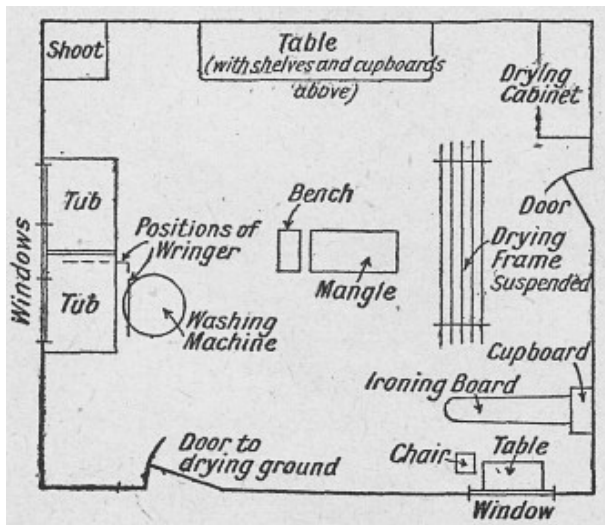 Shoot
Table
(with shelves and cupboards
above)
Drying
Cabinet
Tub
Bench
Door
Positions of
Wringer
Windows
Drying
Frame
Suspended
Mangle
Tub
Washing
Machine
Cupboard
Ironing Board
Door to
drying ground
Chair
Table
Window